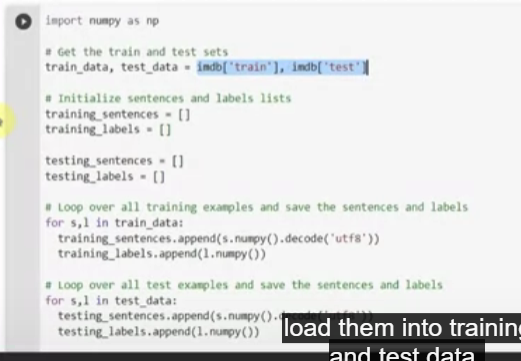 import numpy as np
# Get the train and test sets
train_data, test_data = imdb['train'], imdb['test']
# Initialize sentences and labels lists
training_sentences = []
training_labels = []
testing_sentences = []
testing_labels = []
# Loop over all training examples and save the sentences and labels
for s,l in train_data:
training_sentences.append(s.numpy().decode('utf8'))
training_labels.append(l.numpy())
# Loop over all test examples and save the sentences and labels
for s,l in test_data:
testing_sentences.append(s.numpy().decode('utf8'))
testing_labels.append(l.numpy())
load them into training
and test data